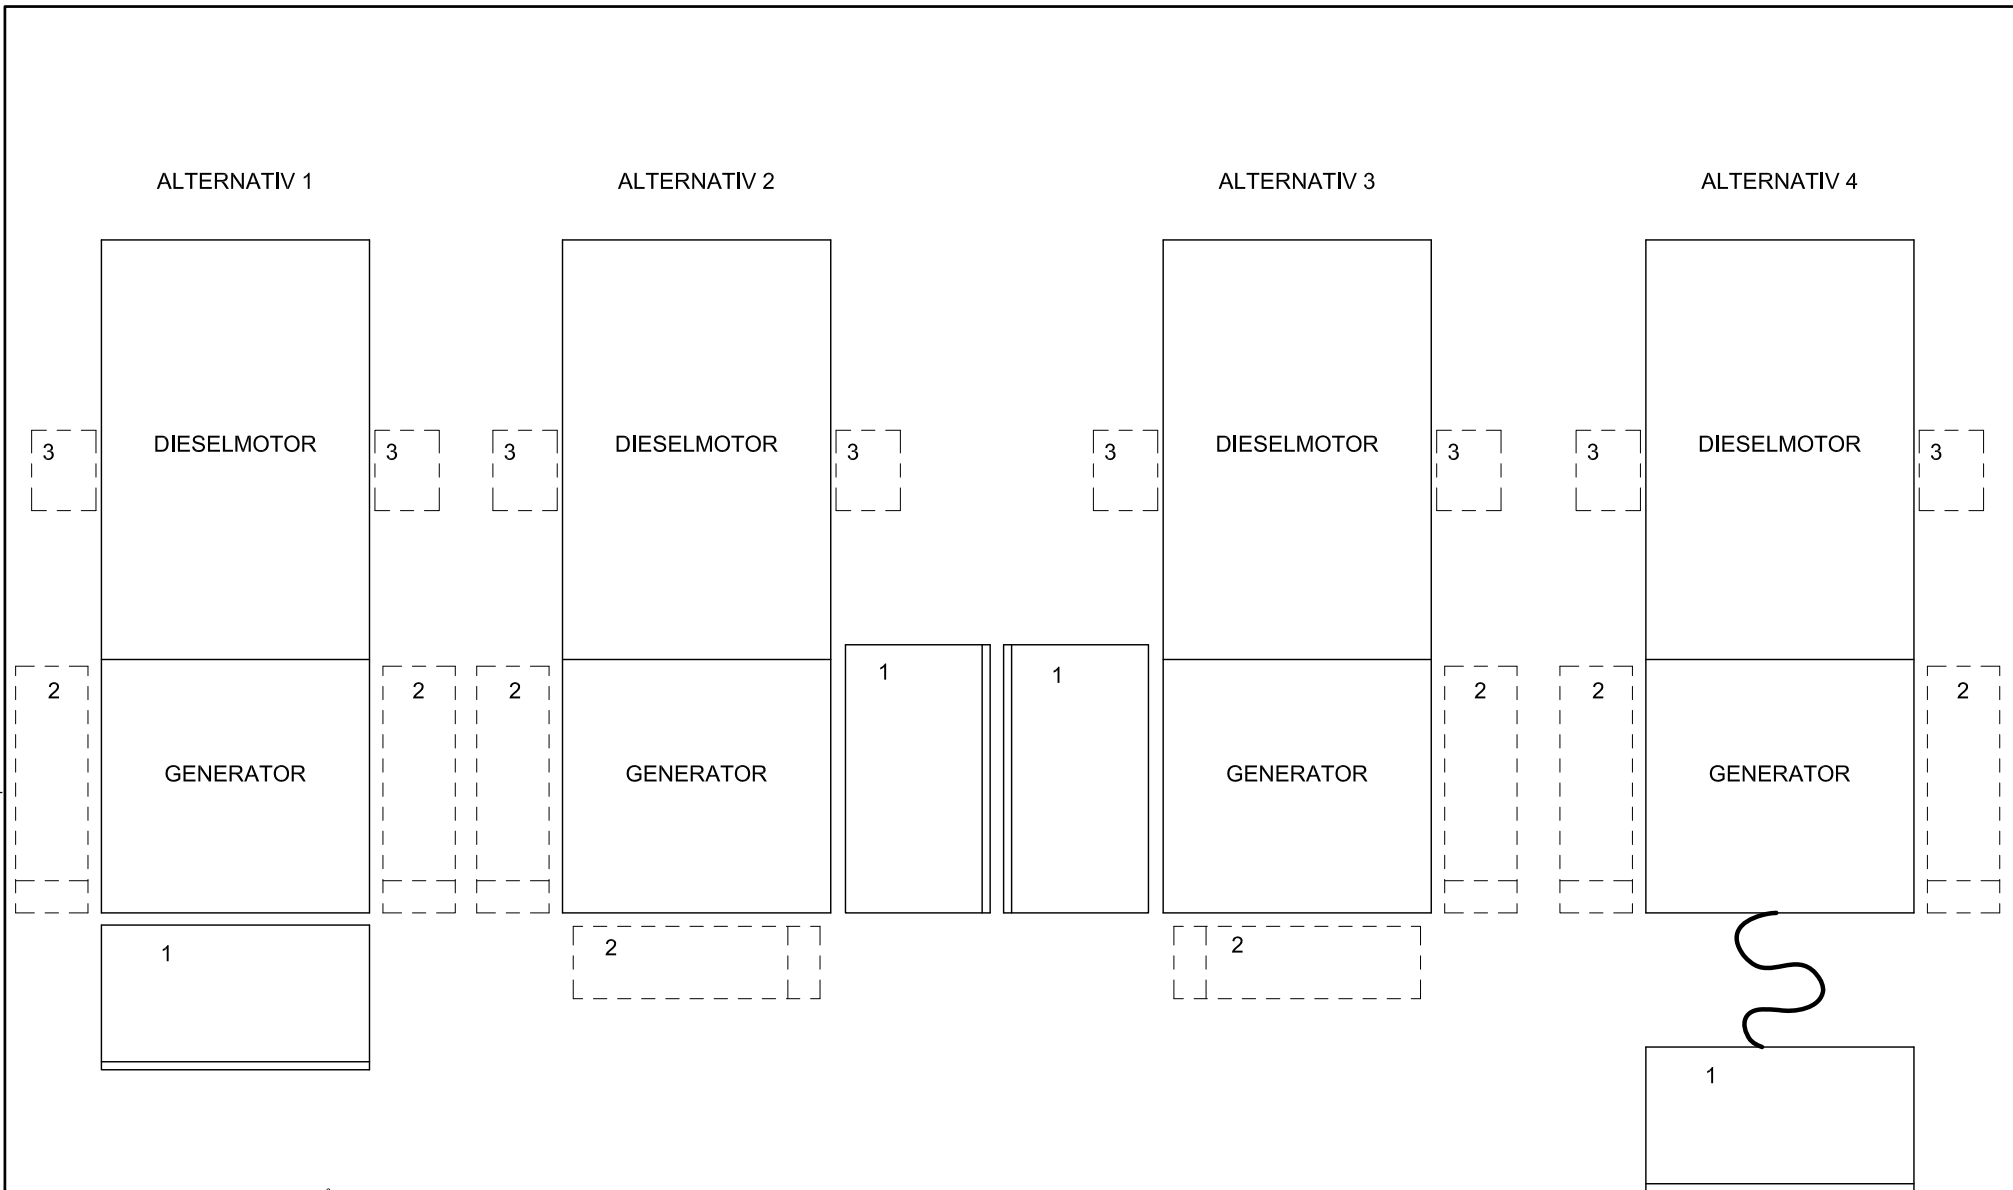 ALTERNATIV 1
ALTERNATIV 2
ALTERNATIV 3
ALTERNATIV 4
3 DIESELMOTOR 3
3 DIESELMOTOR 3
3 DIESELMOTOR 3
3 DIESELMOTOR 3
2 GENERATOR 2
1
2 GENERATOR 1
2
1 GENERATOR 2
2
2 GENERATOR 2
1